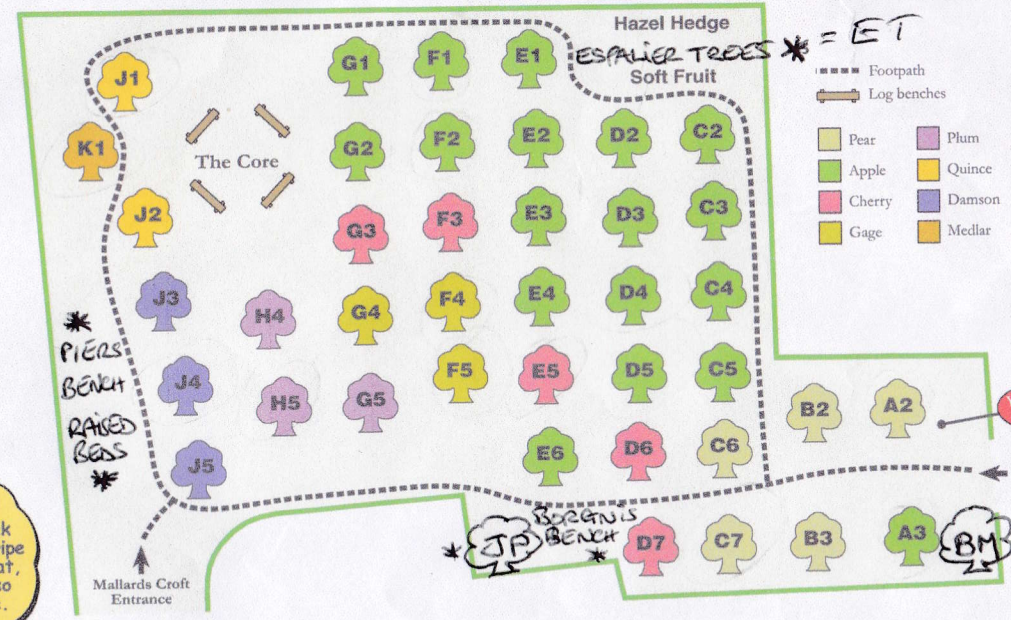 Hazel Hedge
ESPALIER TREES * = ET
Soft Fruit
Footpath
Log benches
Pear
Plum
Apple
Quince
Cherry
Damson
Gage
Medlar
J1
G1
F1
E1
K1
The Core
G2
F2
E2
D2
C2
J2
G3
F3
E3
D3
C3
J3
H4
G4
F4
E4
D4
C4
*
PIERS
BENCH
RAISED
BEDS
*
J4
H5
G5
F5
E5
D5
C5
B2
A2
J5
E6
D6
C6
* JP
BORGNIS
BENCH
*
D7
C7
B3
A3
BM
Mallards Croft
Entrance